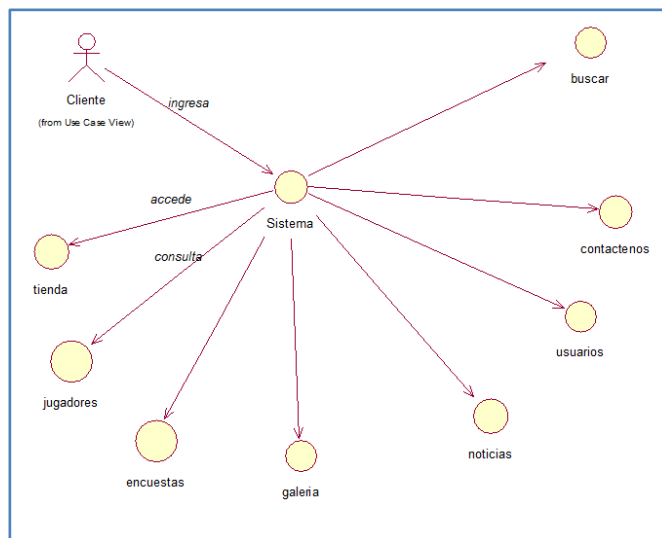 buscar
Cliente
ingresa
(from Use Case View)
accede
Sistema
contactenos
consulta
tienda
usuarios
jugadores
noticias
encuestas
galeria